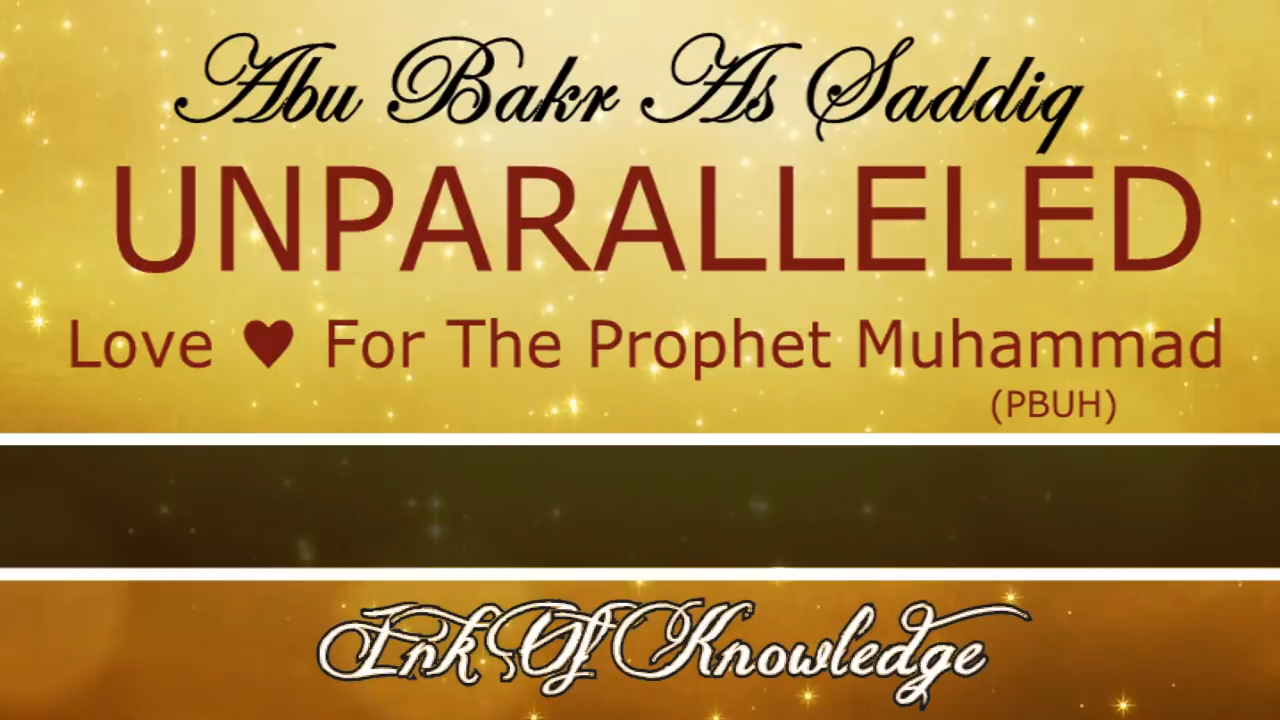 Abu Bakr As Saddiq
UNPARALLELED
Love ♥ For The Prophet Muhammad
(PBUH)
Ink Of Knowledge